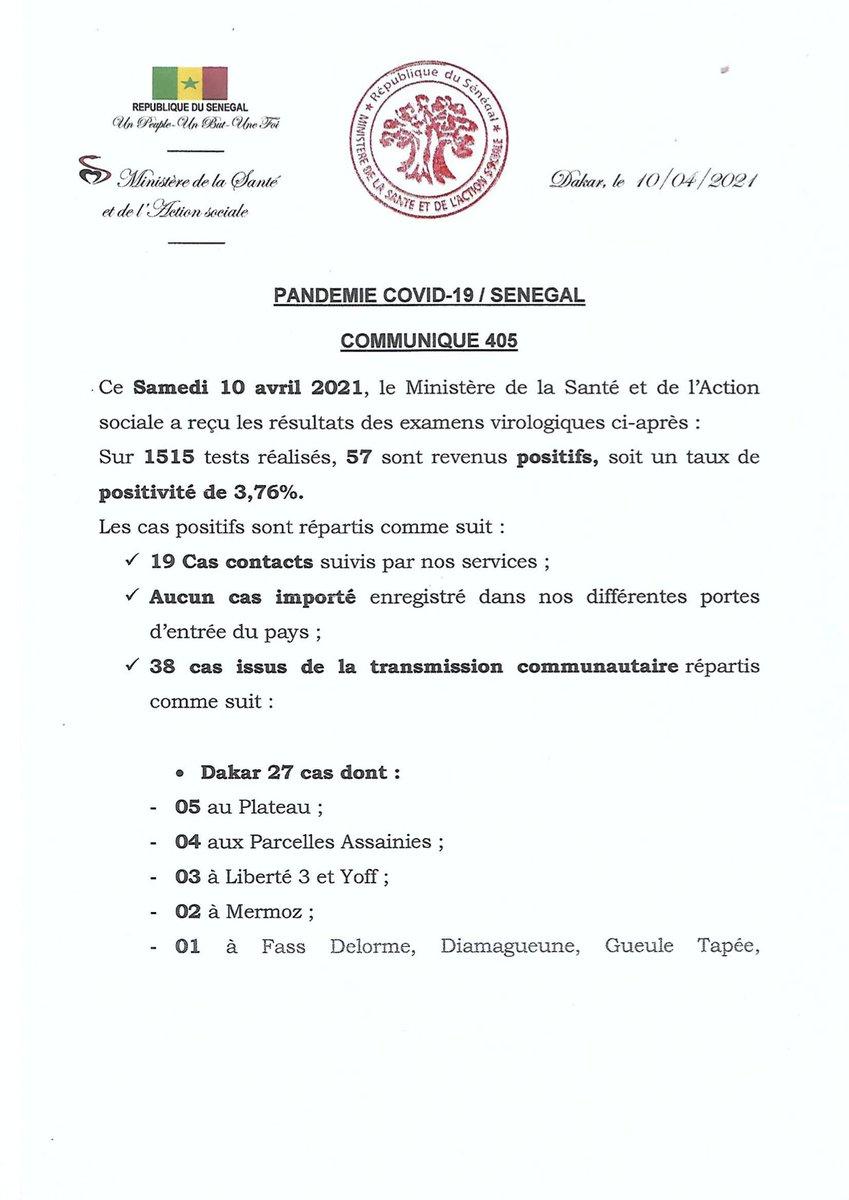 REPUBLIQUE DU SENEGAL
Un Peuple-Un But-Une Foi
Ministère de la Santé
et de l'Action sociale
★ République du Sénégal ★
MINISTERE DE LA SANTE ET DE L'ACTION SOCIALE
Dakar, le 10/04/2021
PANDEMIE COVID-19 / SENEGAL
COMMUNIQUE 405
Ce Samedi 10 avril 2021, le Ministère de la Santé et de l'Action
sociale a reçu les résultats des examens virologiques ci-après :
Sur 1515 tests réalisés, 57 sont revenus positifs, soit un taux de
positivité de 3,76%.
Les cas positifs sont répartis comme suit :
✓ 19 Cas contacts suivis par nos services ;
✓ Aucun cas importé enregistré dans nos différentes portes
d'entrée du pays ;
✓ 38 cas issus de la transmission communautaire répartis
comme suit :
• Dakar 27 cas dont :
- 05 au Plateau ;
- 04 aux Parcelles Assainies ;
- 03 à Liberté 3 et Yoff ;
- 02 à Mermoz ;
- 01 à Fass Delorme, Diamagueune, Gueule Tapée,